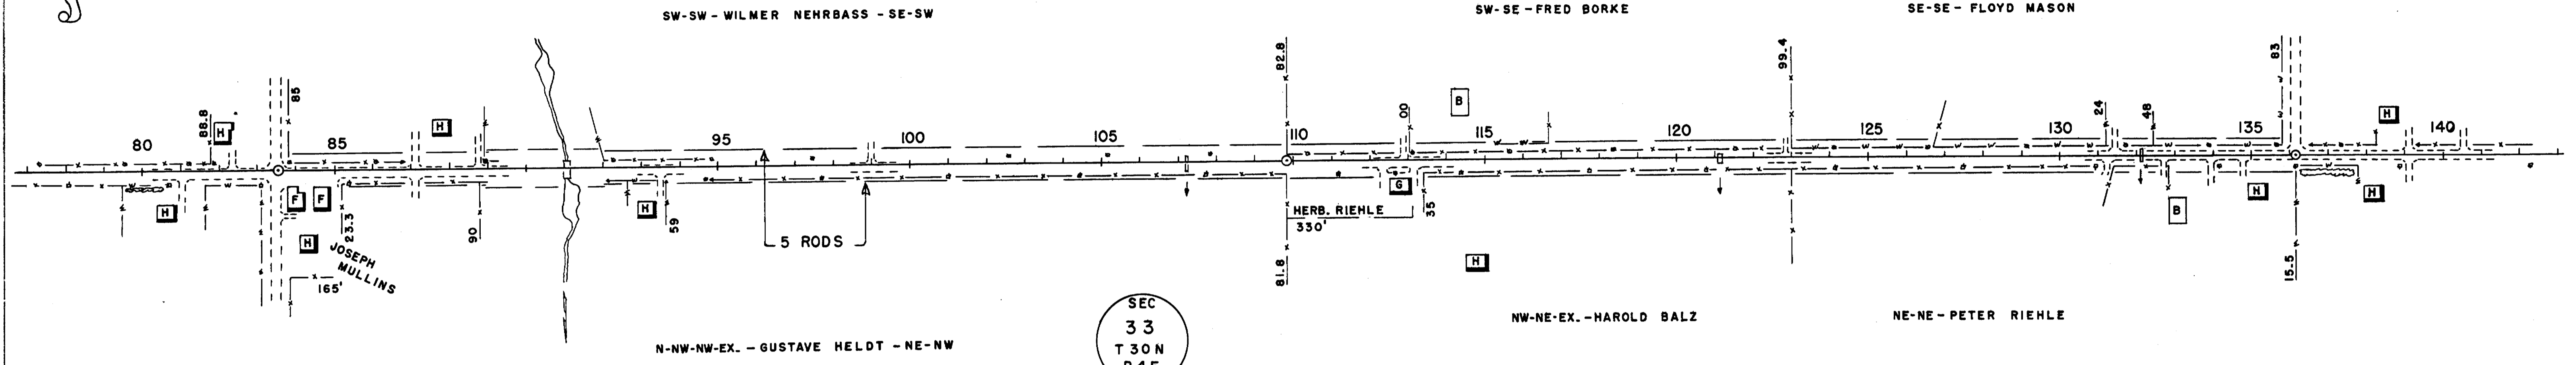 SW-SW - WILMER NEHRBASS - SE-SW
SW-SE - FRED BORKE
SE-SE - FLOYD MASON
88.8
85
82.8
99.4
83
H
H
00
B
24
48
H
80
85
95
100
105
110
115
120
125
130
135
140
H
F
F
23.3
90
H
59
G
35
B
H
H
H
JOSEPH
MULLINS
165'
5 RODS
HERB. RIEHLE
330'
81.8
H
15.5
SEC
33
T 30 N
N-NW-NW-EX. - GUSTAVE HELDT - NE-NW
NW-NE-EX. - HAROLD BALZ
NE-NE - PETER RIEHLE